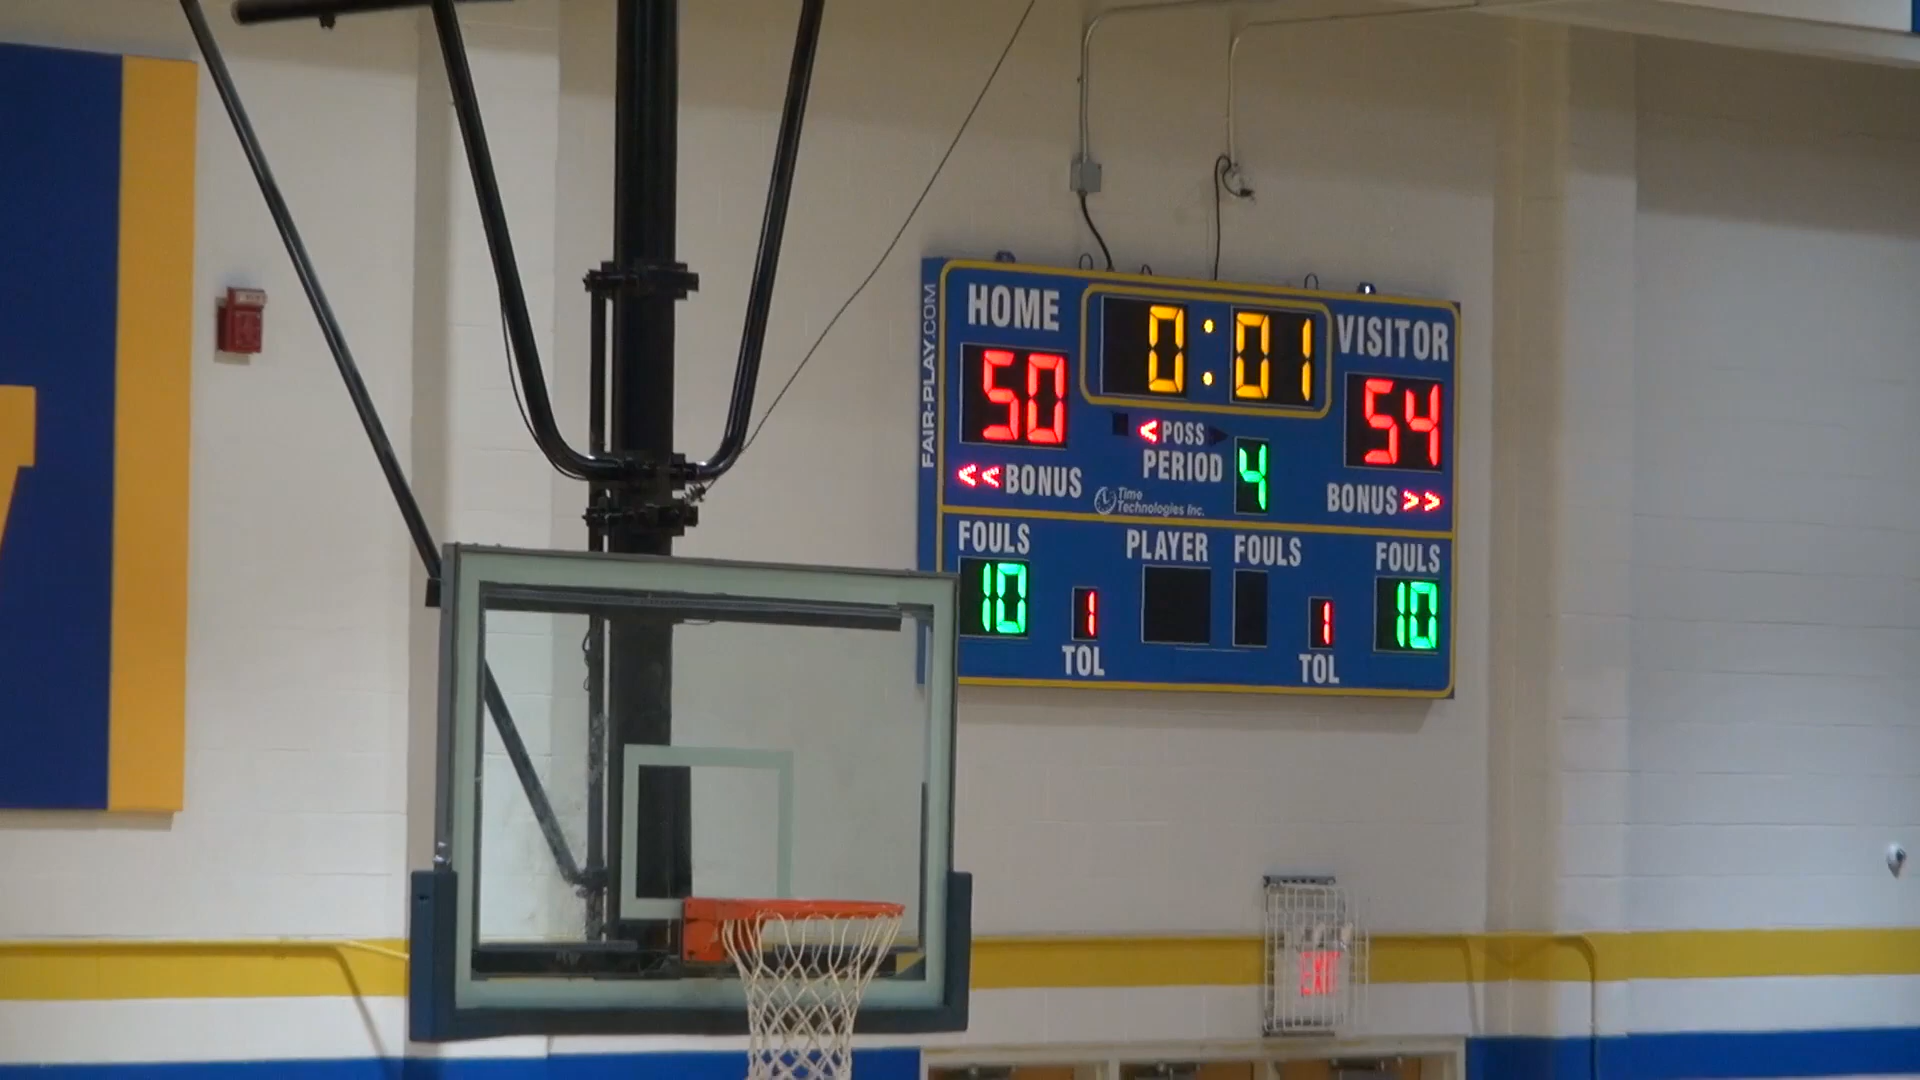 FAIR-PLAY.COM
HOME 0:01 VISITOR
50 54
< POSS
PERIOD 4
<< BONUS BONUS >>
Time
Technologies Inc.
FOULS PLAYER FOULS FOULS
10 1 1 10
TOL TOL
EXIT